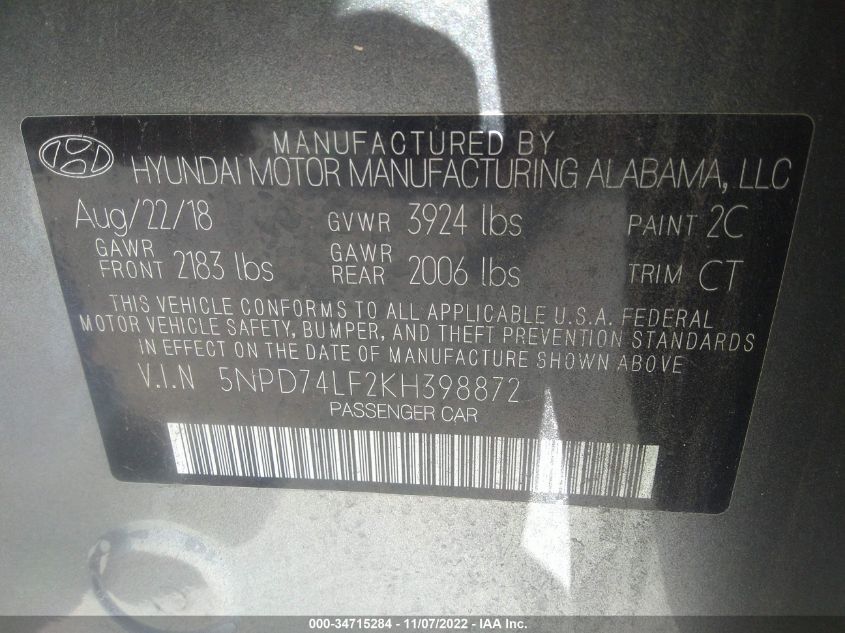 MANUFACTURED BY
HYUNDAI MOTOR MANUFACTURING ALABAMA, LLC
Aug/22/18 GVWR 3924 lbs PAINT 2C
GAWR FRONT 2183 lbs GAWR REAR 2006 lbs TRIM CT
THIS VEHICLE CONFORMS TO ALL APPLICABLE U.S.A. FEDERAL
MOTOR VEHICLE SAFETY, BUMPER, AND THEFT PREVENTION STANDARDS
IN EFFECT ON THE DATE OF MANUFACTURE SHOWN ABOVE
V.I.N 5NPD74LF2KH398872
PASSENGER CAR
000-34715284 - 11/07/2022 - IAA Inc.